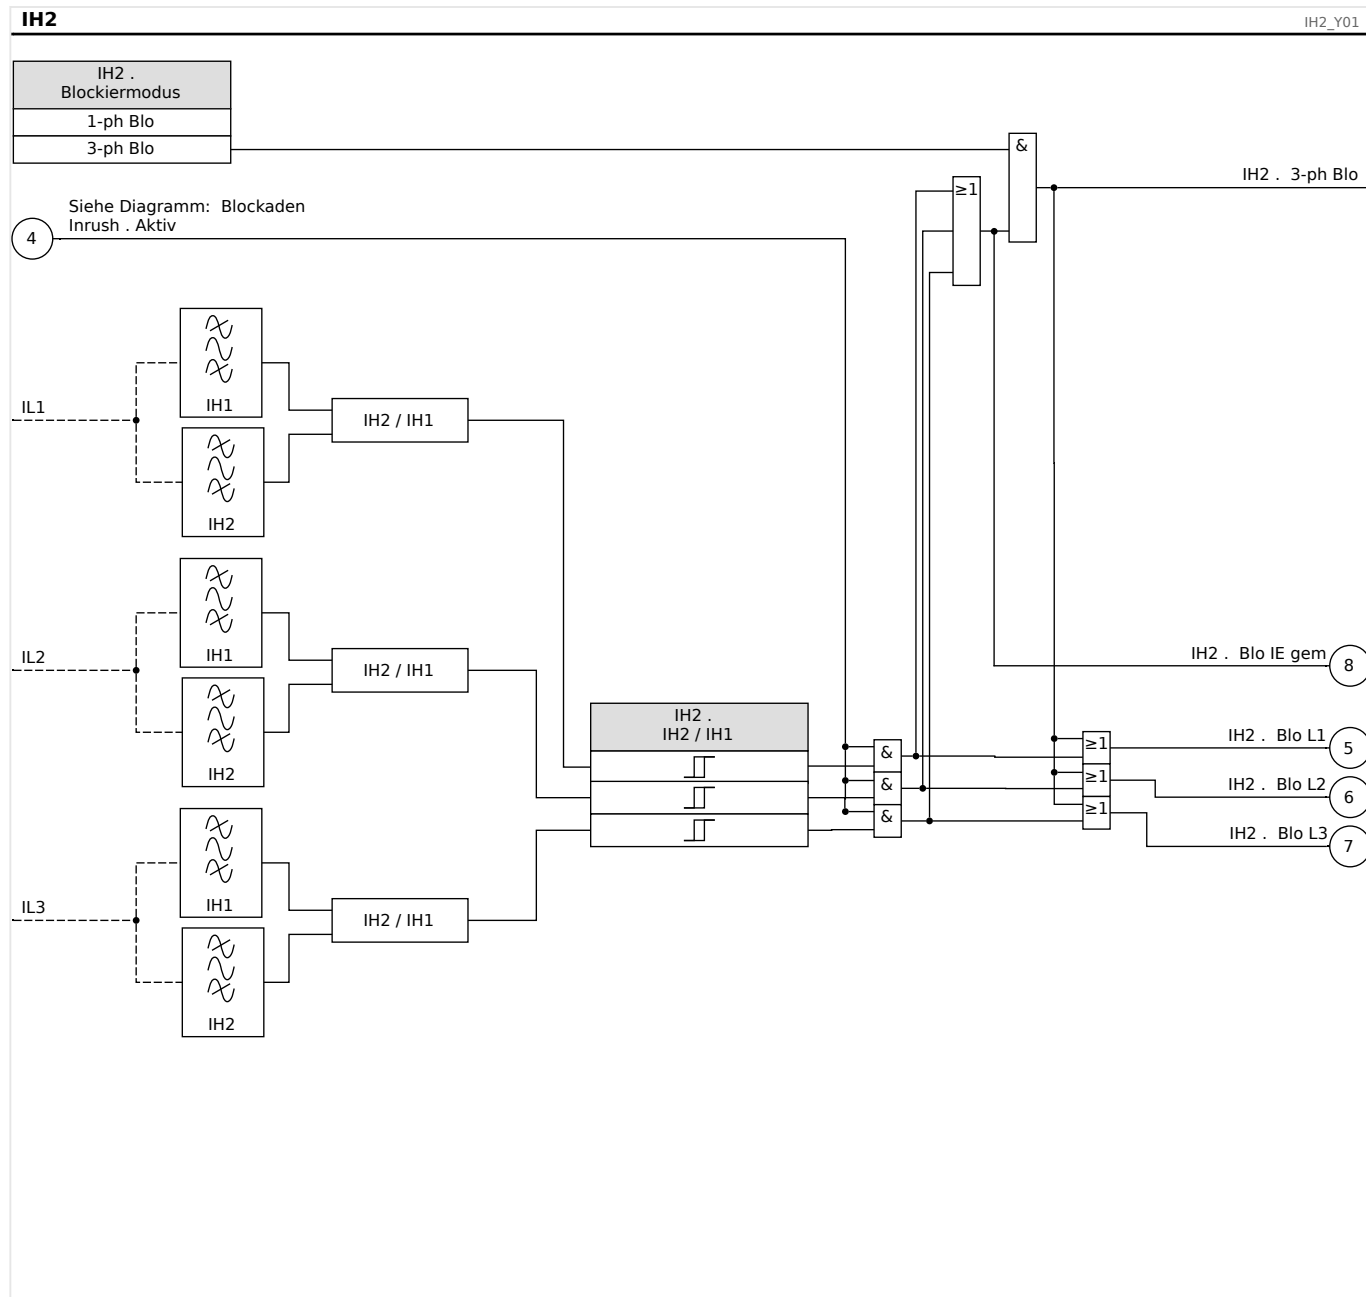 IH2
IH2_Y01
IH2 .
Blockiermodus
1-ph Blo
3-ph Blo
&
≥1
IH2 .  3-ph Blo
Siehe Diagramm:  Blockaden
Inrush . Aktiv
4
IH1
IL1
IH2 / IH1
IH2
IH1
IL2
IH2 / IH1
IH2
IH2 .  Blo IE gem
8
IH2 .
IH2 / IH1
&
&
&
≥1
≥1
≥1
IH2 .  Blo L1
5
IH2 .  Blo L2
6
IH2 .  Blo L3
7
IH1
IL3
IH2 / IH1
IH2